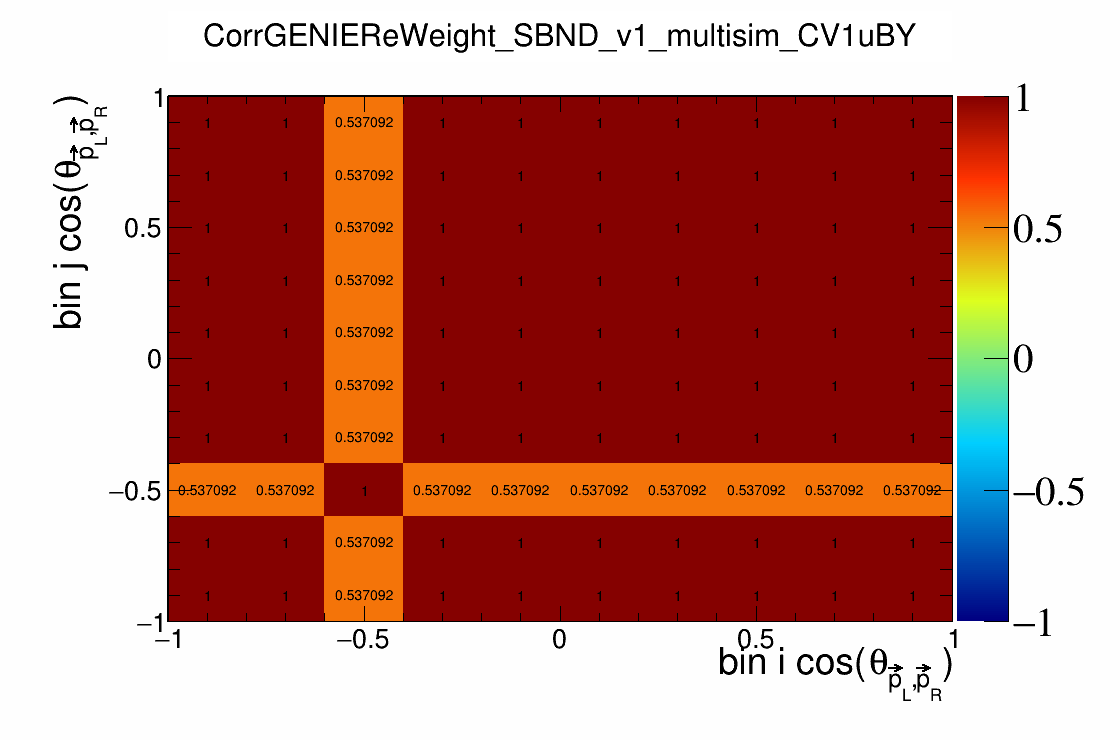 CorrGENIEReWeight_SBND_v1_multisim_CV1uBY
bin j cos(θp⃗L,p⃗R)
1
0.5
0
−0.5
−1
1 1 0.537092 1 1 1 1 1 1 1
1 1 0.537092 1 1 1 1 1 1 1
1 1 0.537092 1 1 1 1 1 1 1
1 1 0.537092 1 1 1 1 1 1 1
1 1 0.537092 1 1 1 1 1 1 1
1 1 0.537092 1 1 1 1 1 1 1
1 1 0.537092 1 1 1 1 1 1 1
0.537092 0.537092 1 0.537092 0.537092 0.537092 0.537092 0.537092 0.537092 0.537092
1 1 0.537092 1 1 1 1 1 1 1
1 1 0.537092 1 1 1 1 1 1 1
−1 −0.5 0 0.5 1
bin i cos(θp⃗L,p⃗R)
1
0.5
0
−0.5
−1